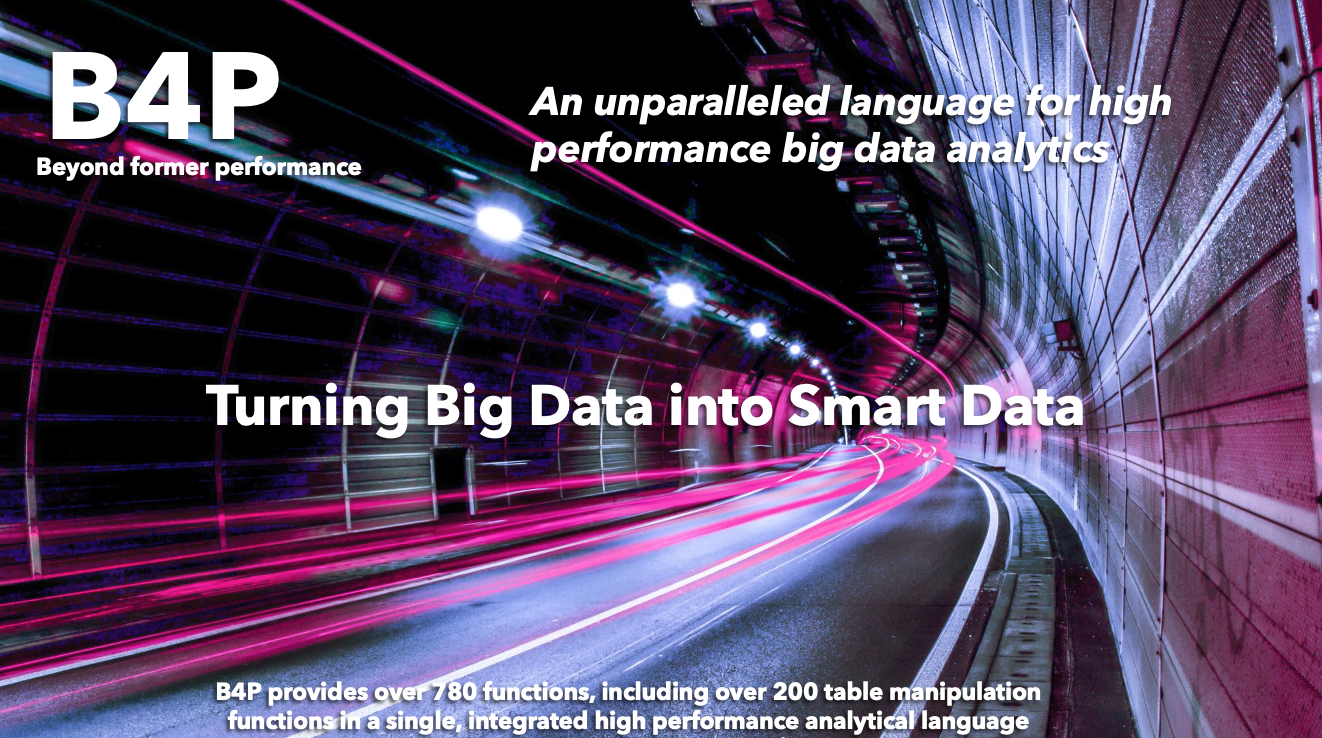 B4P
Beyond former performance
An unparalleled language for high
performance big data analytics
Turning Big Data into Smart Data
B4P provides over 780 functions, including over 200 table manipulation
functions in a single, integrated high performance analytical language